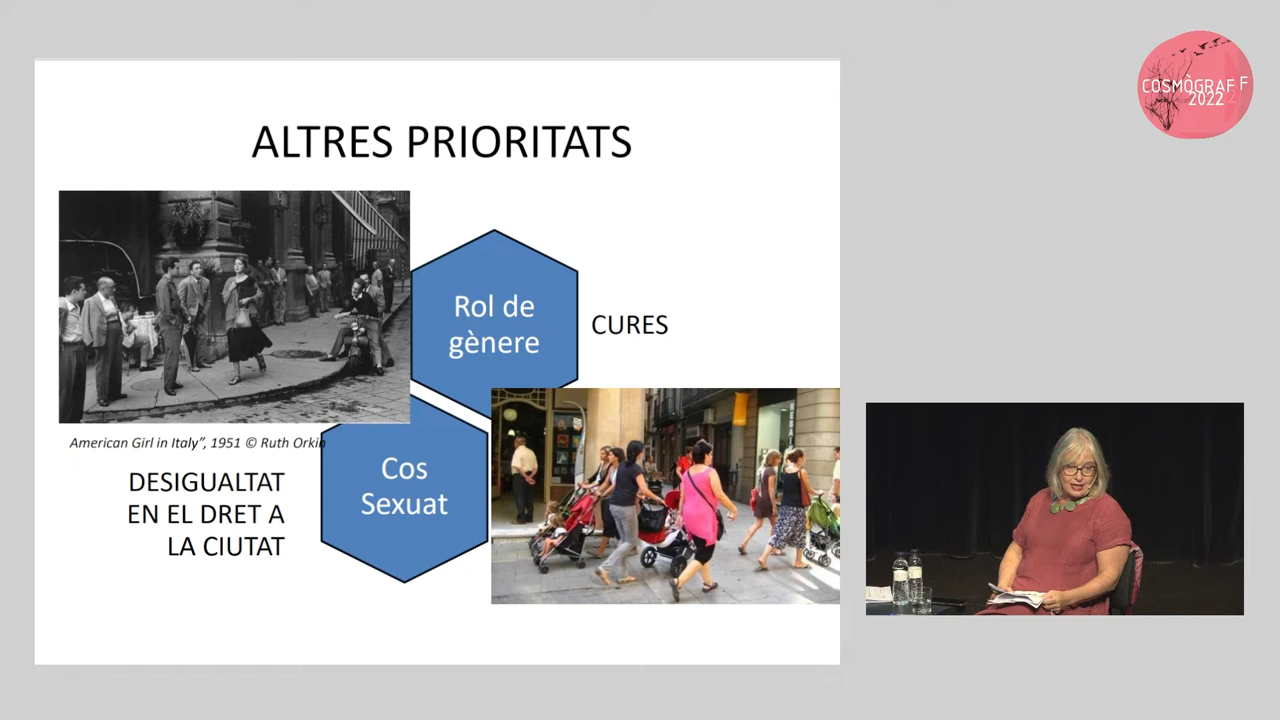 COSMÒGRAF F
2022
ALTRES PRIORITATS
Rol de
gènere
CURES
American Girl in Italy”, 1951 © Ruth Orkin
Cos
Sexuat
DESIGUALTAT
EN EL DRET A
LA CIUTAT